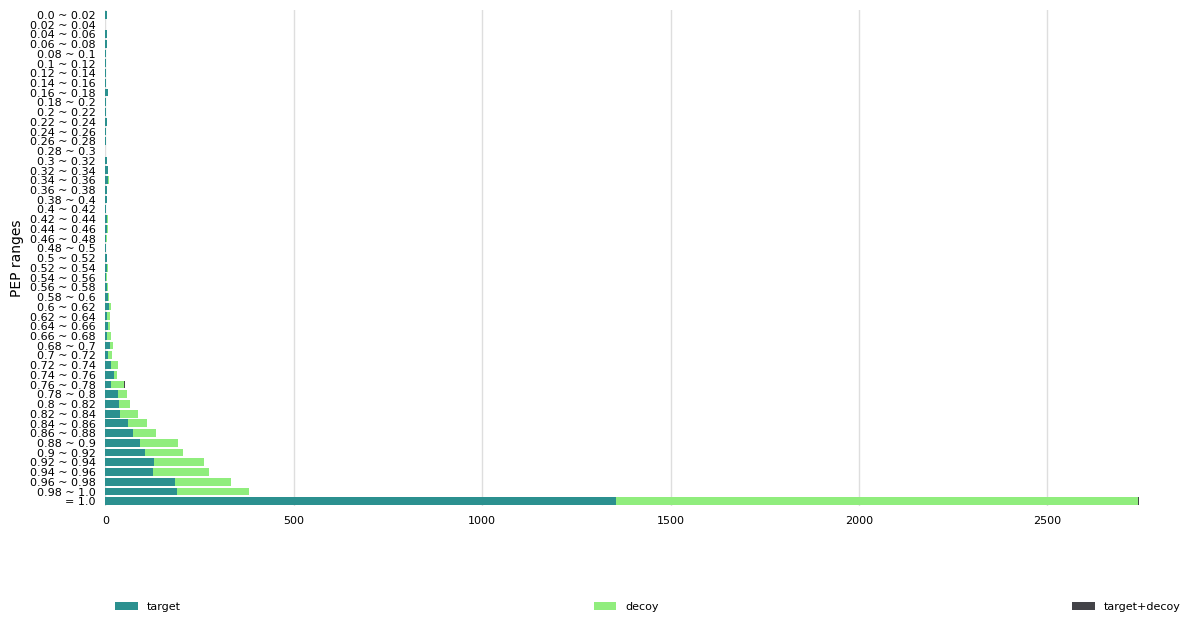 PEP ranges
0.0 ~ 0.02
0.02 ~ 0.04
0.04 ~ 0.06
0.06 ~ 0.08
0.08 ~ 0.1
0.1 ~ 0.12
0.12 ~ 0.14
0.14 ~ 0.16
0.16 ~ 0.18
0.18 ~ 0.2
0.2 ~ 0.22
0.22 ~ 0.24
0.24 ~ 0.26
0.26 ~ 0.28
0.28 ~ 0.3
0.3 ~ 0.32
0.32 ~ 0.34
0.34 ~ 0.36
0.36 ~ 0.38
0.38 ~ 0.4
0.4 ~ 0.42
0.42 ~ 0.44
0.44 ~ 0.46
0.46 ~ 0.48
0.48 ~ 0.5
0.5 ~ 0.52
0.52 ~ 0.54
0.54 ~ 0.56
0.56 ~ 0.58
0.58 ~ 0.6
0.6 ~ 0.62
0.62 ~ 0.64
0.64 ~ 0.66
0.66 ~ 0.68
0.68 ~ 0.7
0.7 ~ 0.72
0.72 ~ 0.74
0.74 ~ 0.76
0.76 ~ 0.78
0.78 ~ 0.8
0.8 ~ 0.82
0.82 ~ 0.84
0.84 ~ 0.86
0.86 ~ 0.88
0.88 ~ 0.9
0.9 ~ 0.92
0.92 ~ 0.94
0.94 ~ 0.96
0.96 ~ 0.98
0.98 ~ 1.0
= 1.0
0 500 1000 1500 2000 2500
target decoy target+decoy